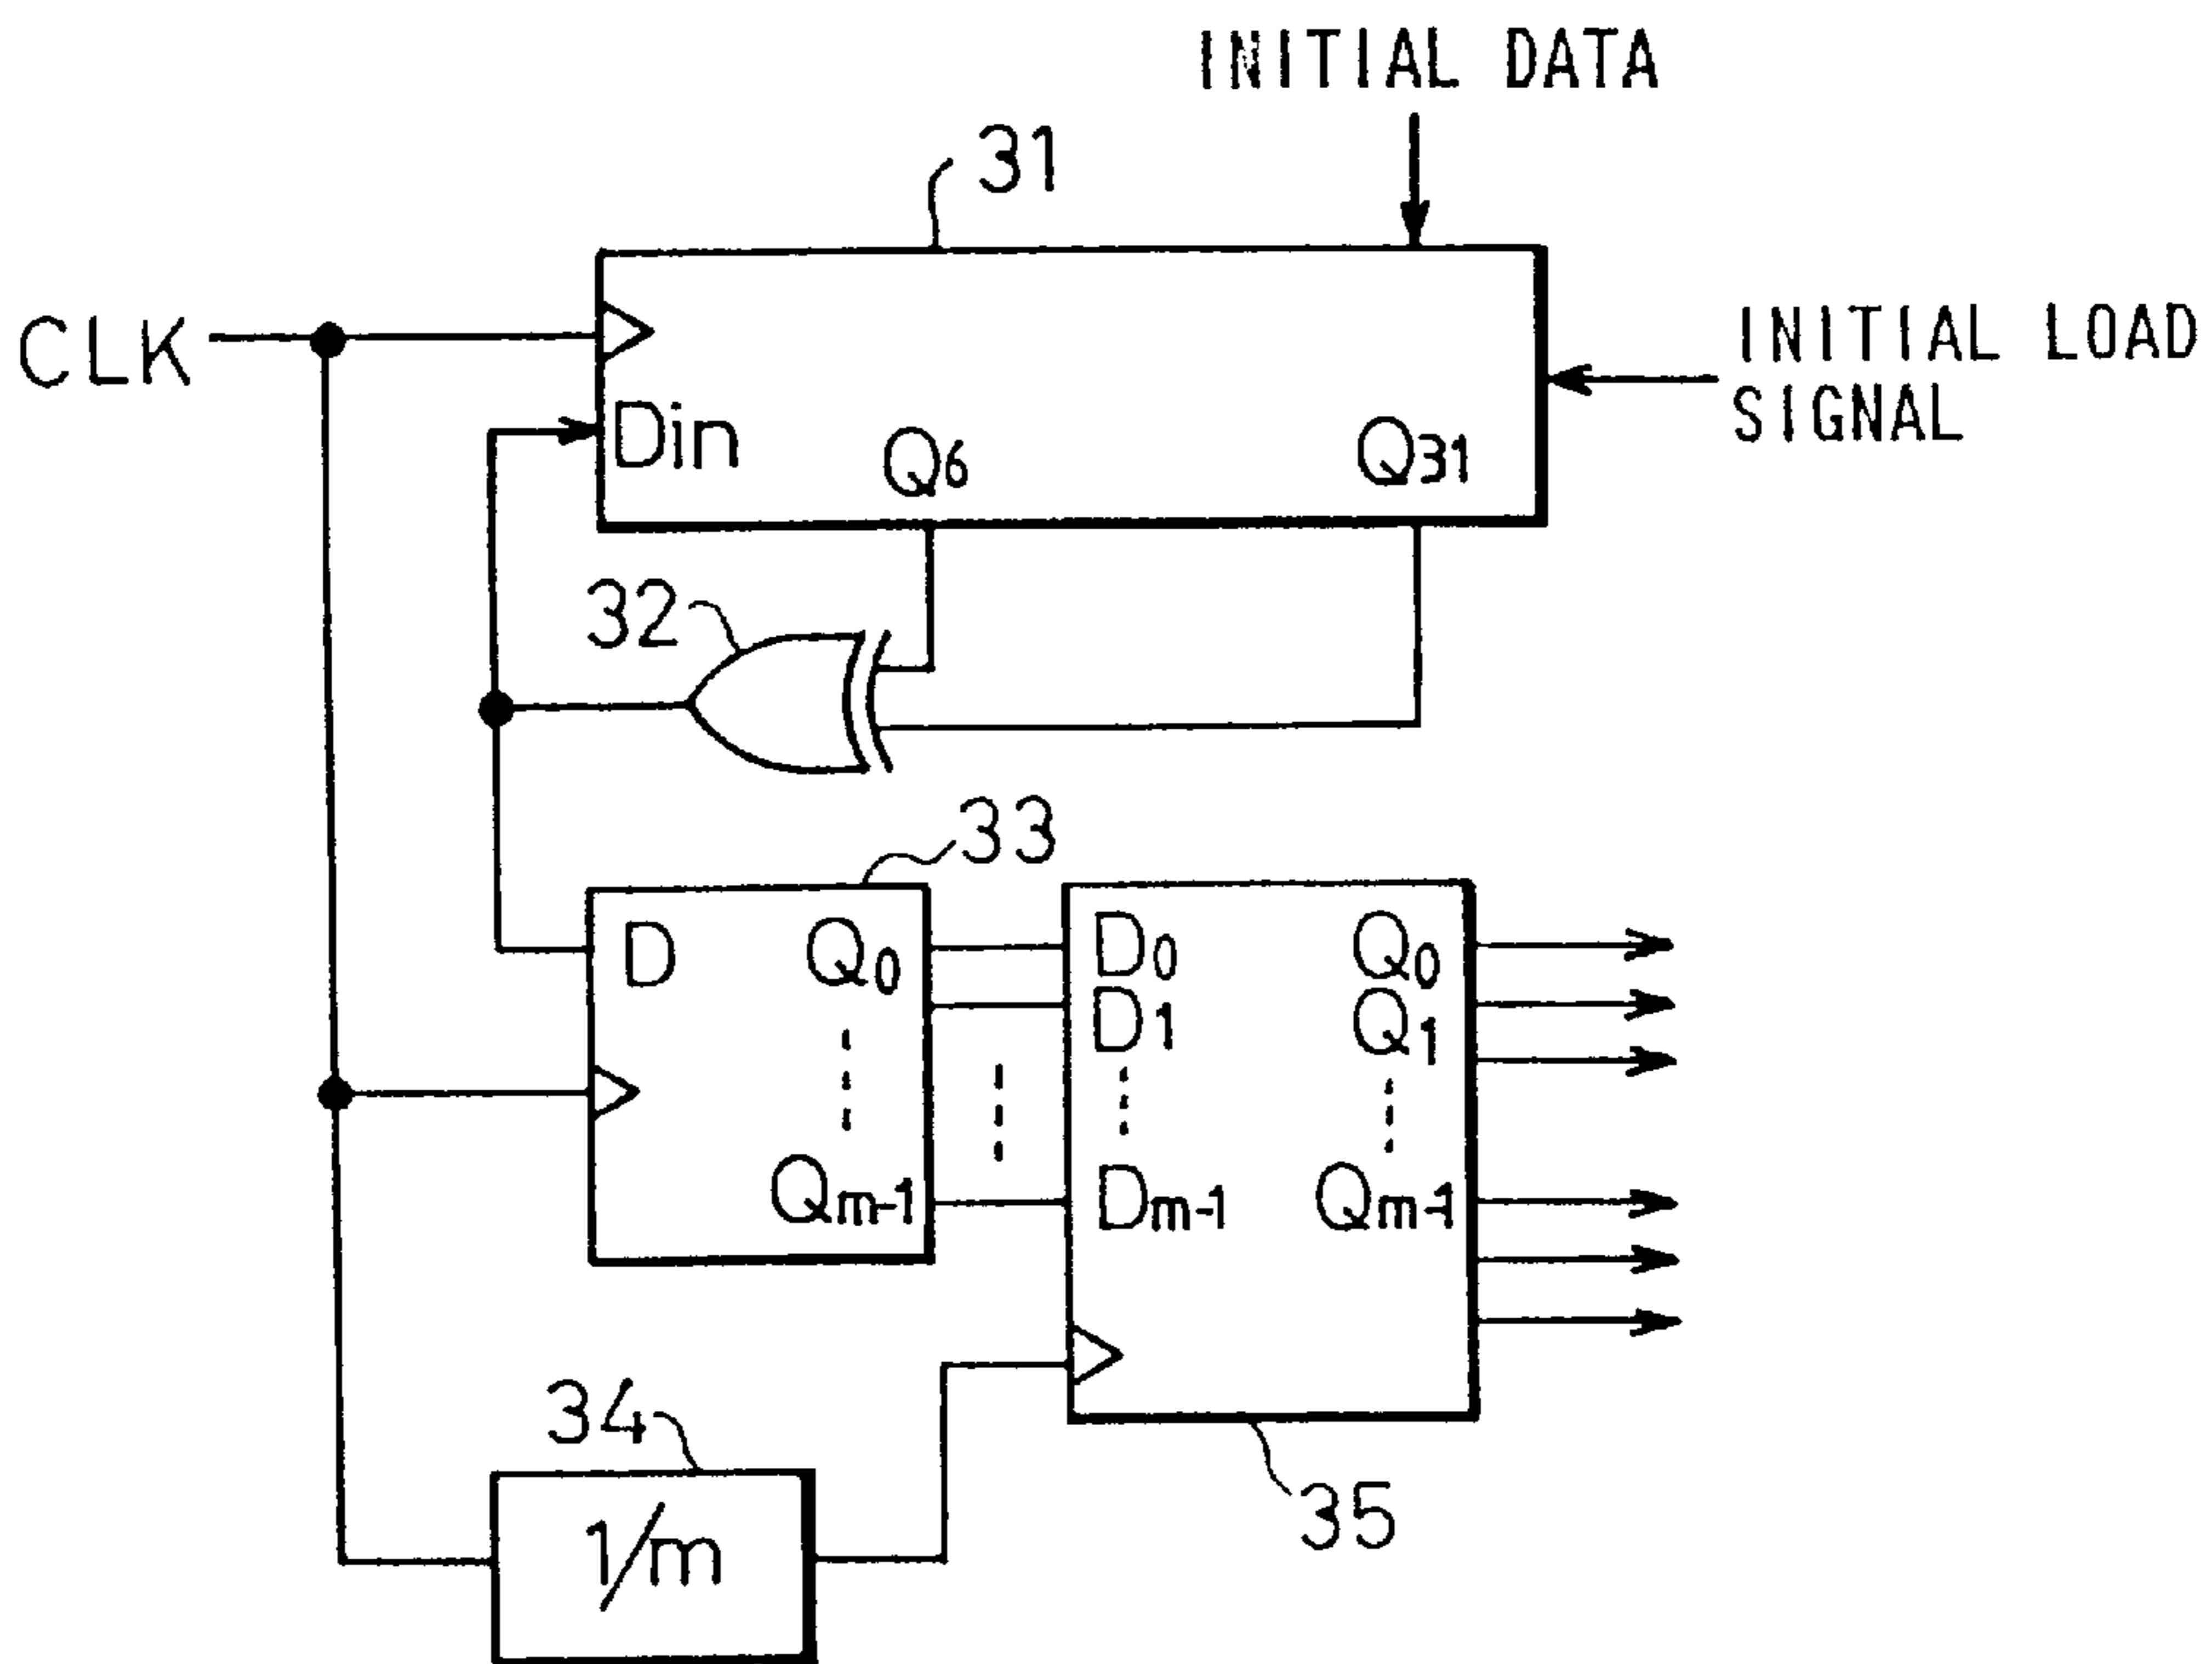 INITIAL DATA
31
CLK
INITIAL LOAD
SIGNAL
Din
Q6
Q31
32
33
D
Q0
D0
Q0
D1
Q1
Qm-1
Dm-1
Qm-1
34
1/m
35